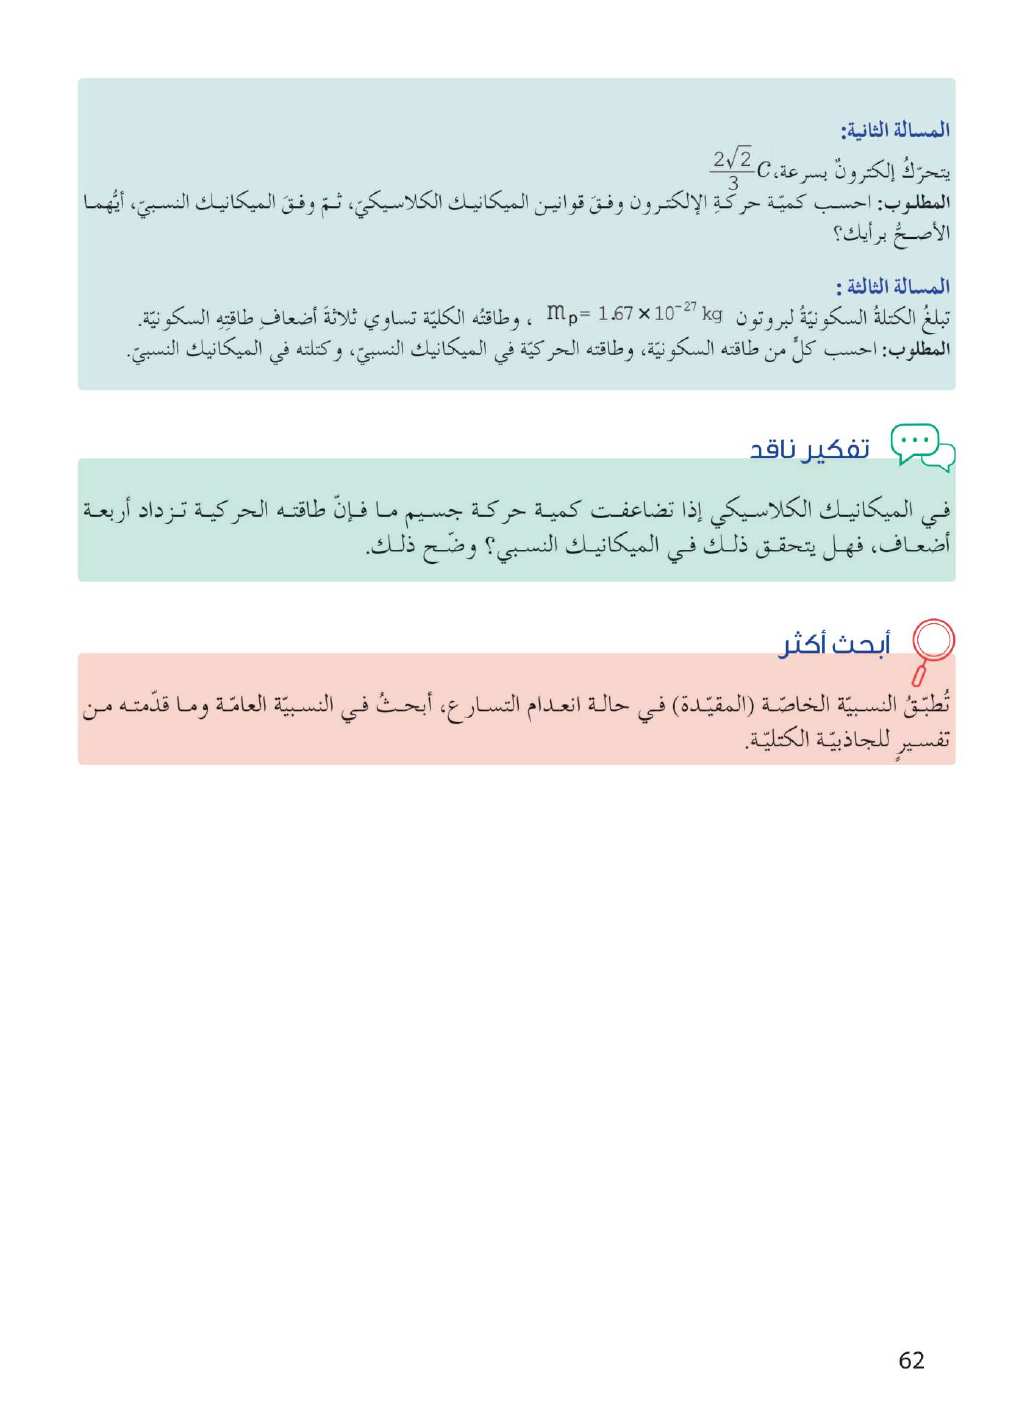 المسالة الثانية:
يتحرّكُ إلكترونٌ بسرعة، $\frac{2\sqrt{2}}{3}C$
المطلوب: احسب كميّة حركةِ الإلكترون وفقَ قوانين الميكانيك الكلاسيكيّ، ثمّ وفقَ الميكانيك النسبيّ، أيُّهما
الأصحُّ برأيك؟
المسالة الثالثة :
تبلغُ الكتلةُ السكونيّةُ لبروتون m_p = 1.67 × 10⁻²⁷ kg ، وطاقتُه الكليّة تساوي ثلاثةَ أضعافِ طاقتِهِ السكونيّة.
المطلوب: احسب كلٍّ من طاقته السكونيّة، وطاقته الحركيّة في الميكانيك النسبيّ، وكتلته في الميكانيك النسبيّ.
تفكير ناقد
في الميكانيك الكلاسيكي إذا تضاعفت كمية حركة جسيم ما فإنّ طاقته الحركية تزداد أربعة
أضعاف، فهل يتحقق ذلك في الميكانيك النسبي؟ وضّح ذلك.
أبحث أكثر
تُطبّقُ النسبيّة الخاصّة (المقيّدة) في حالة انعدام التسارع، أبحثُ في النسبيّة العامّة وما قدّمته من
تفسيرٍ للجاذبيّة الكتليّة.
62